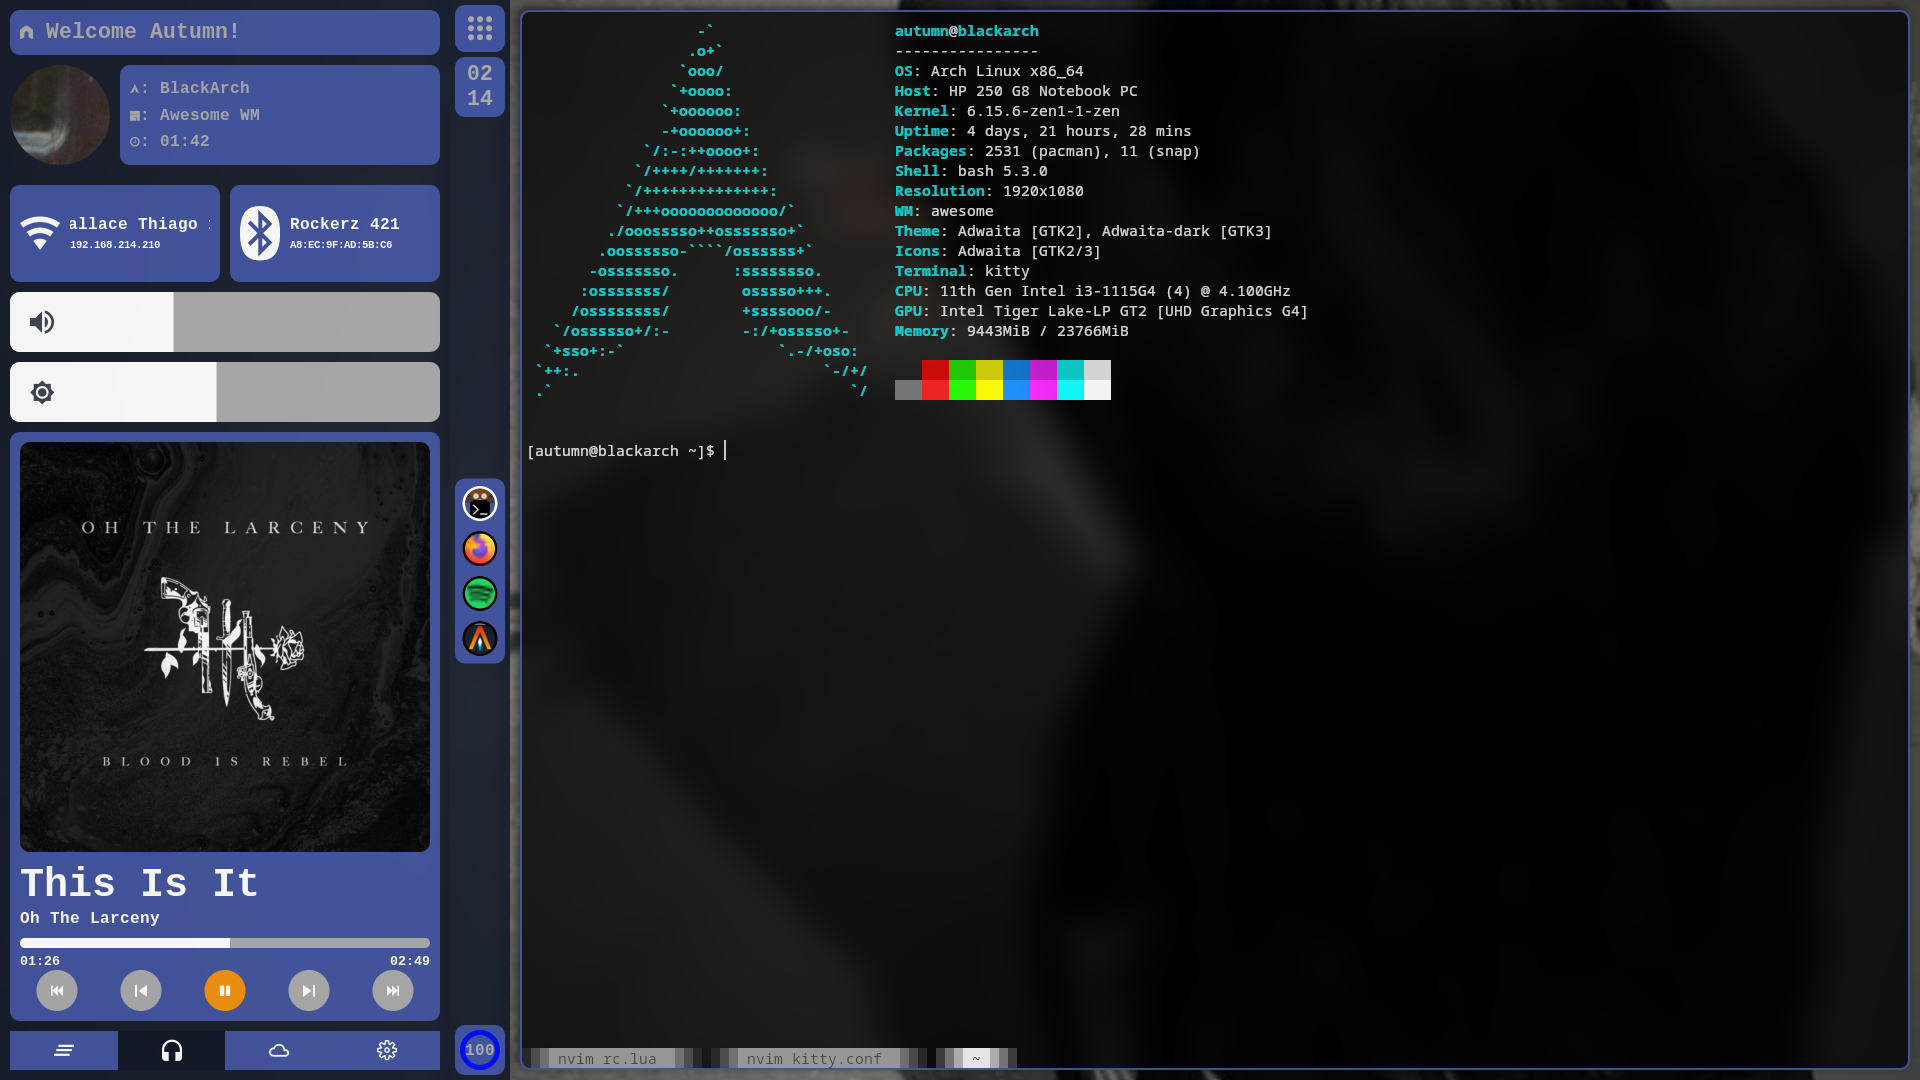 Welcome Autumn!
: BlackArch
: Awesome WM
: 01:42
allace Thiago
192.168.214.210
Rockerz 421
A8:EC:9F:AD:5B:C6
OH THE LARCENY
BLOOD IS REBEL
This Is It
Oh The Larceny
01:26
02:49
02
14
100
-`
.o+`
`ooo/
`+oooo:
`+oooooo:
-+oooooo+:
`/:-:++oooo+:
`/++++/+++++++:
`/++++++++++++++:
`/+++ooooooooooooo/`
./ooosssso++osssssso+`
.oossssso-````/ossssss+`
-osssssso.      :ssssssso.
:osssssss/        osssso+++.
/ossssssss/        +ssssooo/-
`/ossssso+/:-        -:/+osssso+-
`+sso+:-`                 `.-/+oso:
`++:.                           `-/+/
.`                                 `/
autumn@blackarch
----------------
OS: Arch Linux x86_64
Host: HP 250 G8 Notebook PC
Kernel: 6.15.6-zen1-1-zen
Uptime: 4 days, 21 hours, 28 mins
Packages: 2531 (pacman), 11 (snap)
Shell: bash 5.3.0
Resolution: 1920x1080
WM: awesome
Theme: Adwaita [GTK2], Adwaita-dark [GTK3]
Icons: Adwaita [GTK2/3]
Terminal: kitty
CPU: 11th Gen Intel i3-1115G4 (4) @ 4.100GHz
GPU: Intel Tiger Lake-LP GT2 [UHD Graphics G4]
Memory: 9443MiB / 23766MiB
[autumn@blackarch ~]$
nvim rc.lua
nvim kitty.conf
~